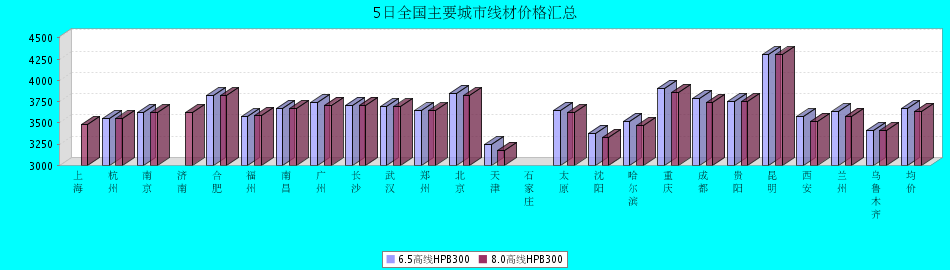 5日全国主要城市线材价格汇总
4500
4250
4000
3750
3500
3250
3000
上海
杭州
南京
济南
合肥
福州
南昌
广州
长沙
武汉
郑州
北京
天津
石家庄
太原
沈阳
哈尔滨
重庆
成都
贵阳
昆明
西安
兰州
乌鲁木齐
均价
6.5高线HPB300 8.0高线HPB300